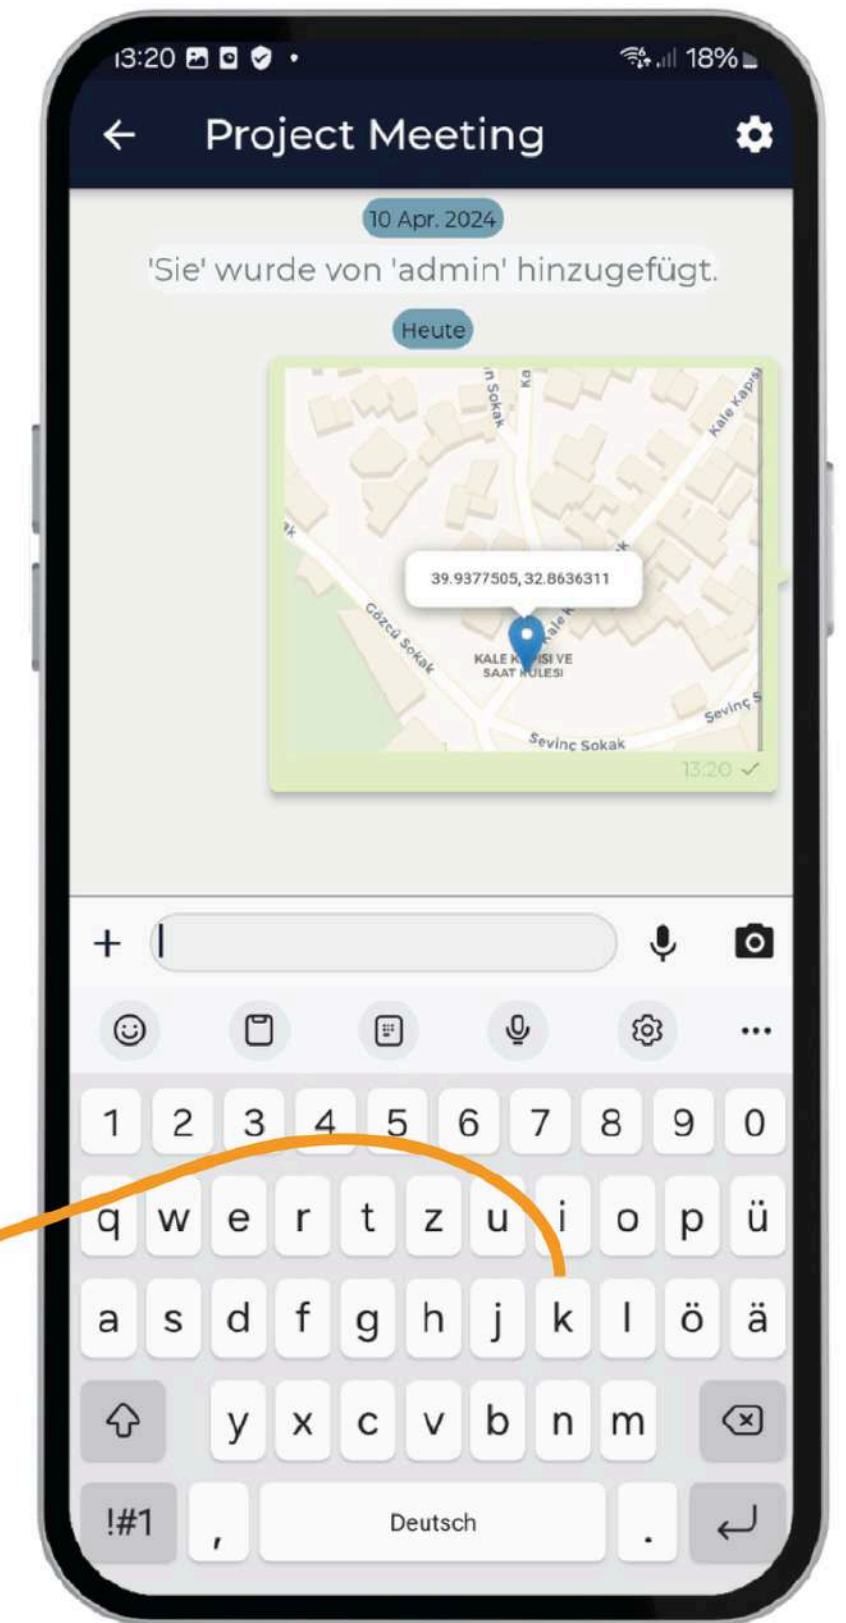 13:20 18%
Project Meeting
10 Apr. 2024
'Sie' wurde von 'admin' hinzugefügt.
Heute
n Sokak
Ka
Kale Kapısı
Gözcü Sokak
39.9377505, 32.8636311
SAAT
Sevinç S
Sevinç Sokak
13:20
1 2 3 4 5 6 7 8 9 0
q w e r t z u i o p ü
a s d f g h j k l ö ä
y x c v b n m
!#1 , Deutsch .